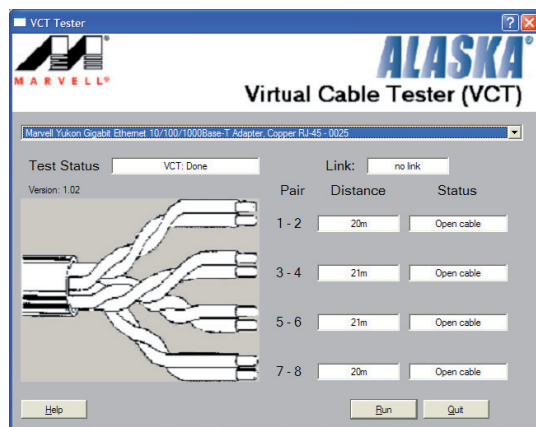 VCT Tester
MARVELL®
ALASKA®
Virtual Cable Tester (VCT)
Marvell Yukon Gigabit Ethernet 10/100/1000Base-T Adapter, Copper RJ-45 - 0025
Test Status VCT: Done Link: no link
Version: 1.02
Pair Distance Status
1 - 2 20m Open cable
3 - 4 21m Open cable
5 - 6 21m Open cable
7 - 8 20m Open cable
Help Run Quit